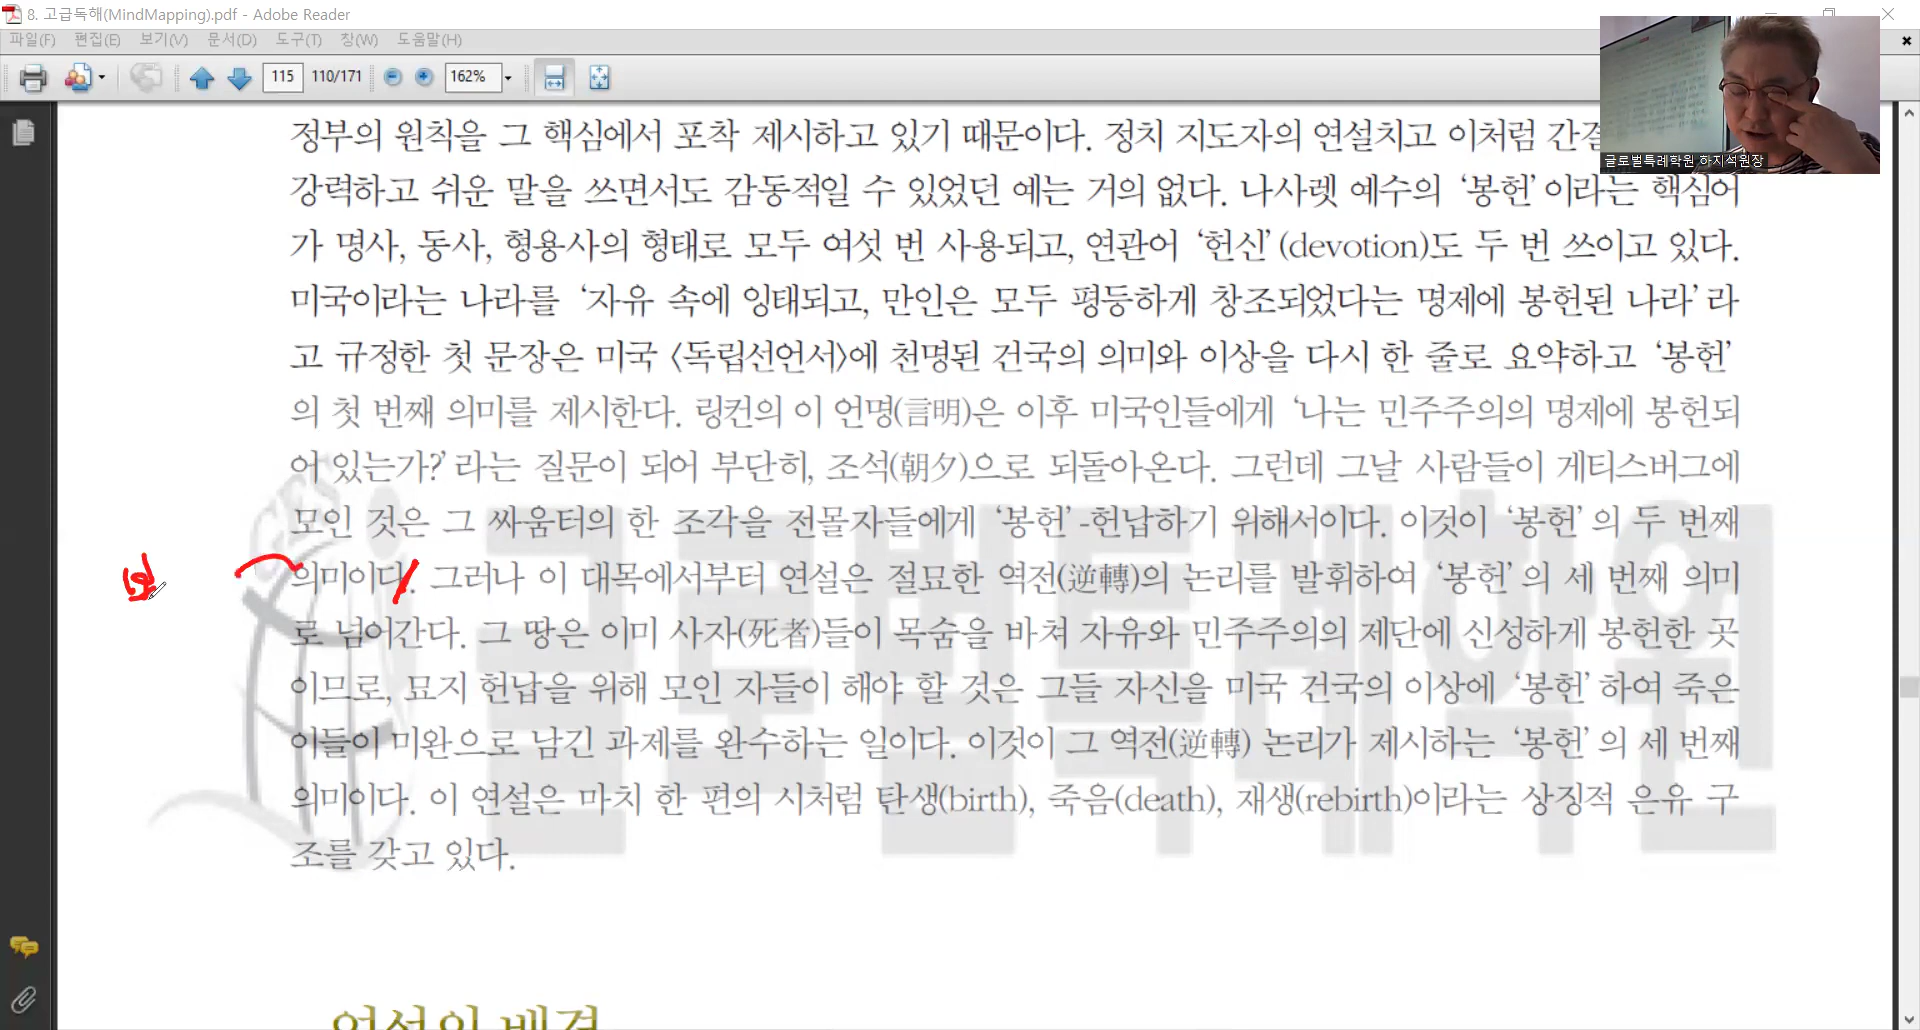 8. 고급독해(MindMapping).pdf - Adobe Reader
파일(F) 편집(E) 보기(V) 문서(D) 도구(T) 창(W) 도움말(H)
115 110/171 162%
글로벌특례학원 하지석원장
정부의 원칙을 그 핵심에서 포착 제시하고 있기 때문이다. 정치 지도자의 연설치고 이처럼 간결
강력하고 쉬운 말을 쓰면서도 감동적일 수 있었던 예는 거의 없다. 나사렛 예수의 ‘봉헌’이라는 핵심어
가 명사, 동사, 형용사의 형태로 모두 여섯 번 사용되고, 연관어 ‘헌신’(devotion)도 두 번 쓰이고 있다.
미국이라는 나라를 ‘자유 속에 잉태되고, 만인은 모두 평등하게 창조되었다는 명제에 봉헌된 나라’라
고 규정한 첫 문장은 미국 〈독립선언서〉에 천명된 건국의 의미와 이상을 다시 한 줄로 요약하고 ‘봉헌’
의 첫 번째 의미를 제시한다. 링컨의 이 언명(言明)은 이후 미국인들에게 ‘나는 민주주의의 명제에 봉헌되
어 있는가?’라는 질문이 되어 부단히, 조석(朝夕)으로 되돌아온다. 그런데 그날 사람들이 게티스버그에
모인 것은 그 싸움터의 한 조각을 전몰자들에게 ‘봉헌’-헌납하기 위해서이다. 이것이 ‘봉헌’의 두 번째
의미이다. 그러나 이 대목에서부터 연설은 절묘한 역전(逆轉)의 논리를 발휘하여 ‘봉헌’의 세 번째 의미
로 넘어간다. 그 땅은 이미 사자(死者)들이 목숨을 바쳐 자유와 민주주의의 제단에 신성하게 봉헌한 곳
이므로, 묘지 헌납을 위해 모인 자들이 해야 할 것은 그들 자신을 미국 건국의 이상에 ‘봉헌’하여 죽은
이들이 미완으로 남긴 과제를 완수하는 일이다. 이것이 그 역전(逆轉) 논리가 제시하는 ‘봉헌’의 세 번째
의미이다. 이 연설은 마치 한 편의 시처럼 탄생(birth), 죽음(death), 재생(rebirth)이라는 상징적 은유 구
조를 갖고 있다.
글로벌특례학원
연설의 배경